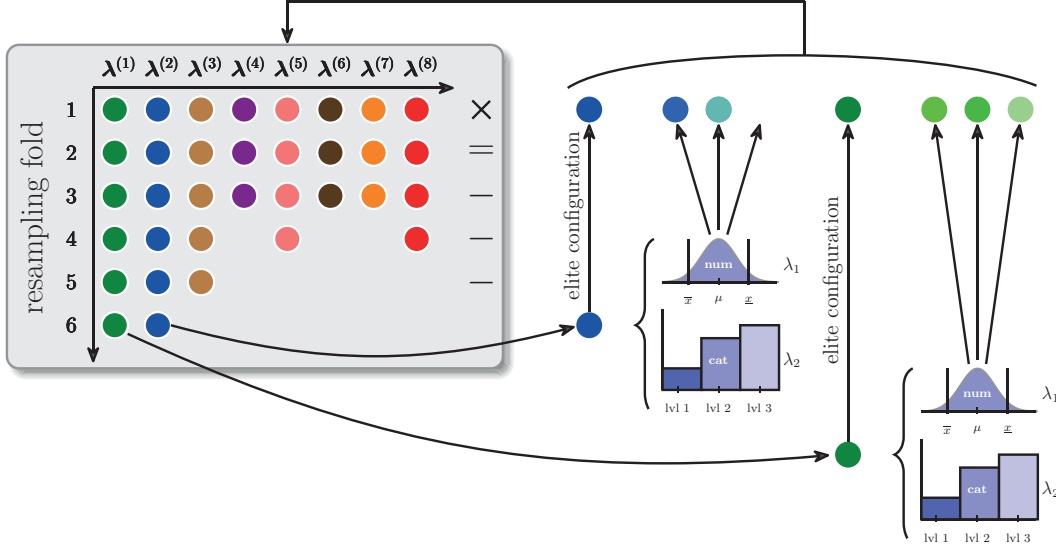 λ(1) λ(2) λ(3) λ(4) λ(5) λ(6) λ(7) λ(8)
resampling fold
1 ×
2 =
3 −
4 −
5 −
6
elite configuration
num
λ1
x μ x
cat
λ2
lvl 1 lvl 2 lvl 3
elite configuration
num
λ1
x μ x
cat
λ2
lvl 1 lvl 2 lvl 3